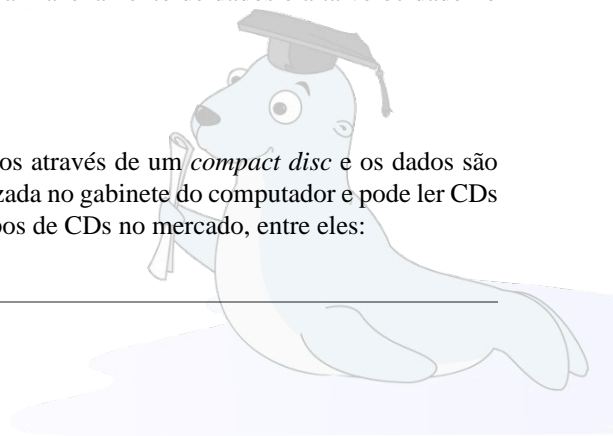 os através de um compact disc e os dados são
zada no gabinete do computador e pode ler CDs
os de CDs no mercado, entre eles: